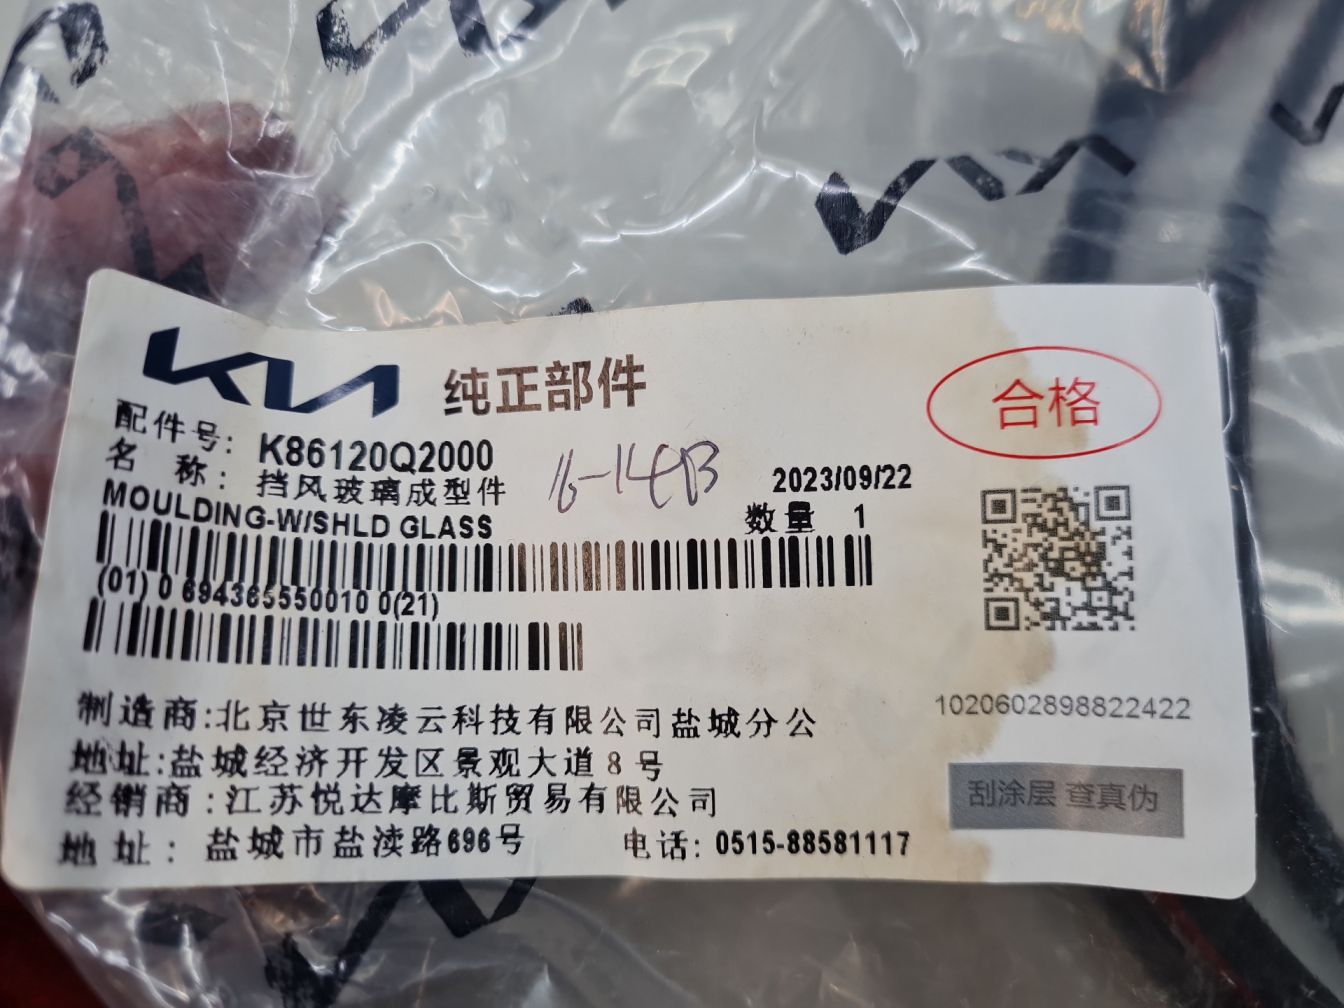 KIA 纯正部件
合格
配件号: K86120Q2000
名 称: 挡风玻璃成型件
16-14CB
2023/09/22
MOULDING-W/SHLD GLASS
数量 1
(01) 0 694365550010 0(21)
制造商:北京世东凌云科技有限公司盐城分公
地址:盐城经济开发区景观大道8号
经销商:江苏悦达摩比斯贸易有限公司
地址: 盐城市盐渎路696号 电话: 0515-88581117
1020602898822422
刮涂层 查真伪